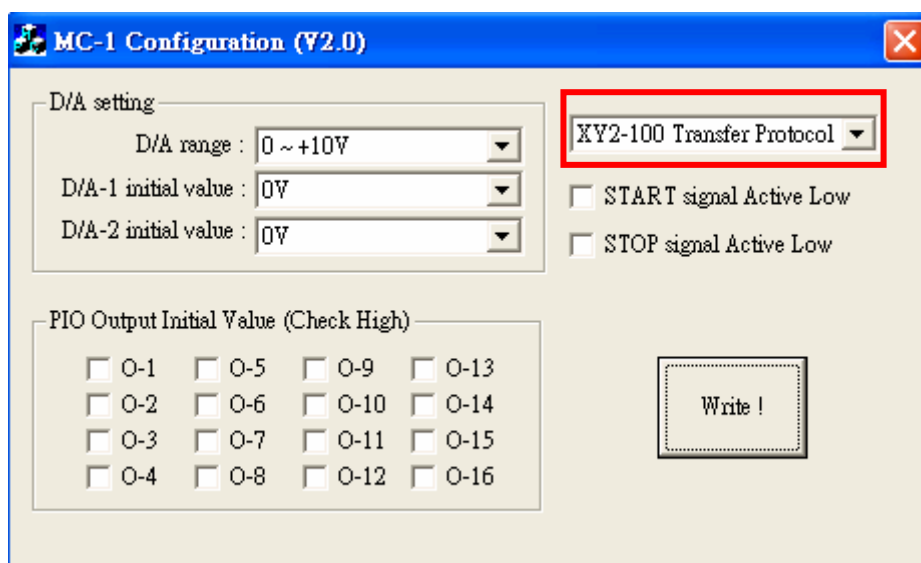 MC-1 Configuration (V2.0)
D/A setting
D/A range : 0 ~ +10V
D/A-1 initial value : 0V
D/A-2 initial value : 0V
XY2-100 Transfer Protocol
START signal Active Low
STOP signal Active Low
PIO Output Initial Value (Check High)
O-1 O-5 O-9 O-13
O-2 O-6 O-10 O-14
O-3 O-7 O-11 O-15
O-4 O-8 O-12 O-16
Write !